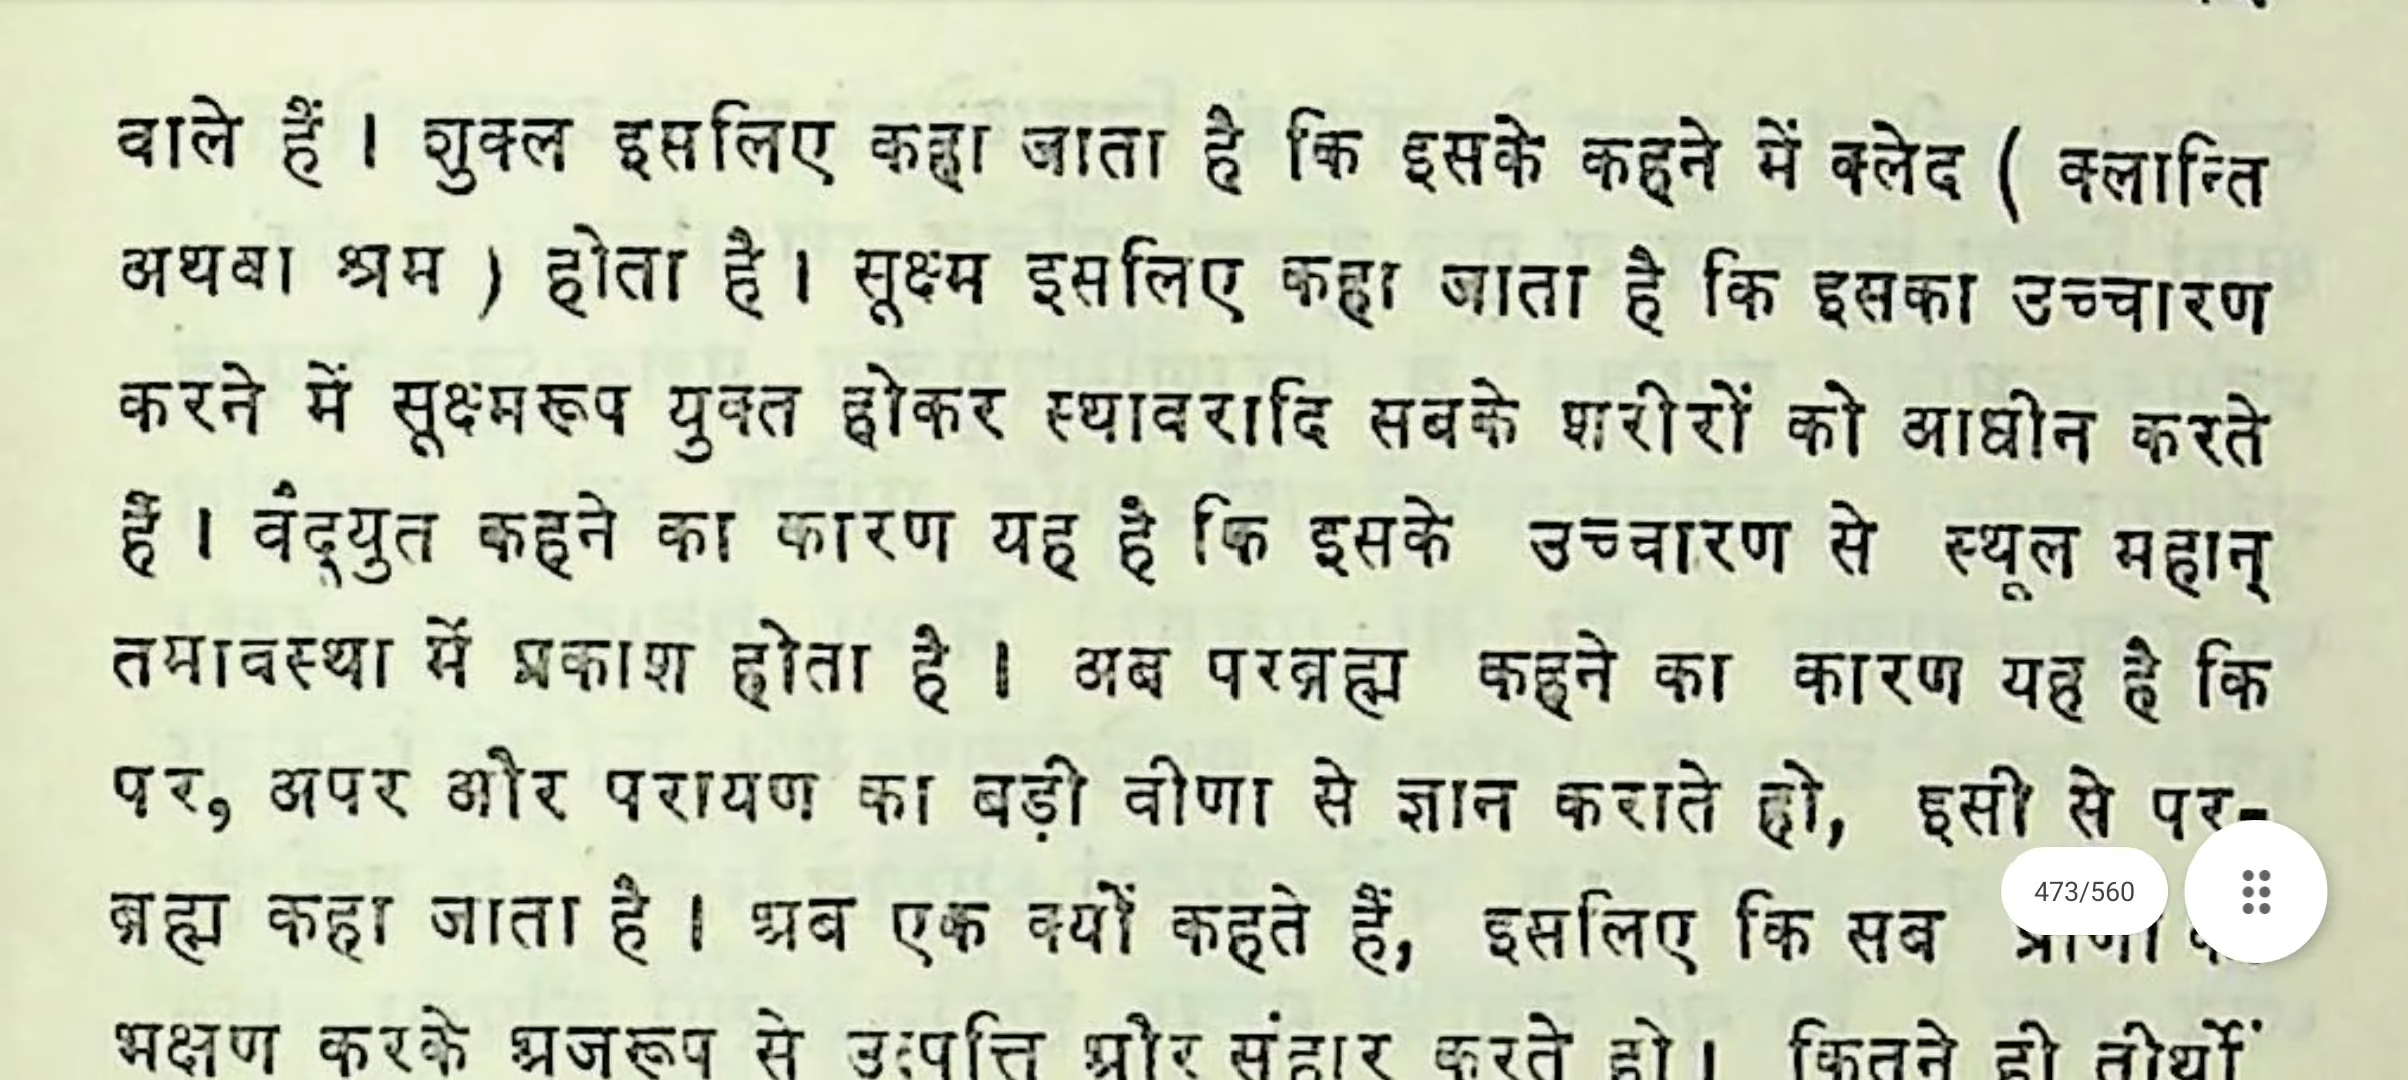 वाले हैं । शुक्ल इसलिए कहा जाता है कि इसके कहने में क्लेद ( क्लान्ति
अथवा श्रम ) होता है । सूक्ष्म इसलिए कहा जाता है कि इसका उच्चारण
करने में सूक्ष्मरूप युक्त होकर स्थावरादि सबके शरीरों को आधीन करते
हैं । वैद्युत कहने का कारण यह है कि इसके उच्चारण से स्थूल महान्
तमावस्था में प्रकाश होता है । अब परब्रह्म कहने का कारण यह है कि
पर, अपर और परायण का बड़ी वीणा से ज्ञान कराते हो, इसी से पर-
ब्रह्म कहा जाता है । अब एक क्यों कहते हैं, इसलिए कि सब
473/560
भक्षण करके अजरूप से उत्पत्ति और संहार करते हो । कितने ही तीर्थों